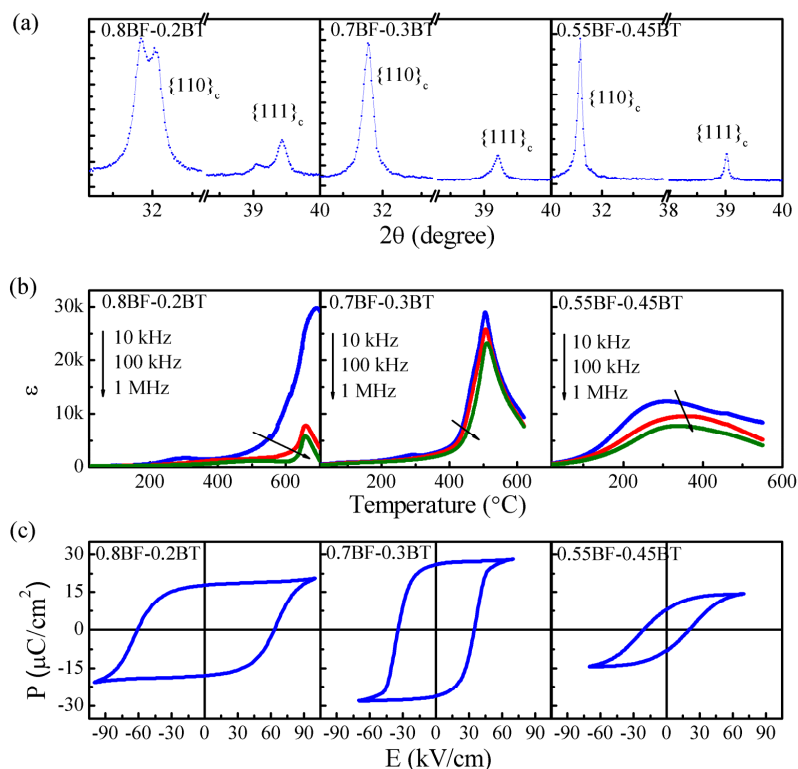 (a)
0.8BF-0.2BT 0.7BF-0.3BT 0.55BF-0.45BT
{110}c {111}c {110}c {111}c {110}c {111}c
32 39 40 32 39 40 32 38 39 40
2θ (degree)
(b)
0.8BF-0.2BT 0.7BF-0.3BT 0.55BF-0.45BT
30k
10 kHz 10 kHz 10 kHz
100 kHz 100 kHz 100 kHz
20k
1 MHz 1 MHz 1 MHz
ε
10k
0
200 400 600 200 400 600 200 400 600
Temperature (°C)
(c)
0.8BF-0.2BT 0.7BF-0.3BT 0.55BF-0.45BT
30
15
0
-15
-30
P (μC/cm²)
-90 -60 -30 0 30 60 90 -90 -60 -30 0 30 60 90 -90 -60 -30 0 30 60 90
E (kV/cm)